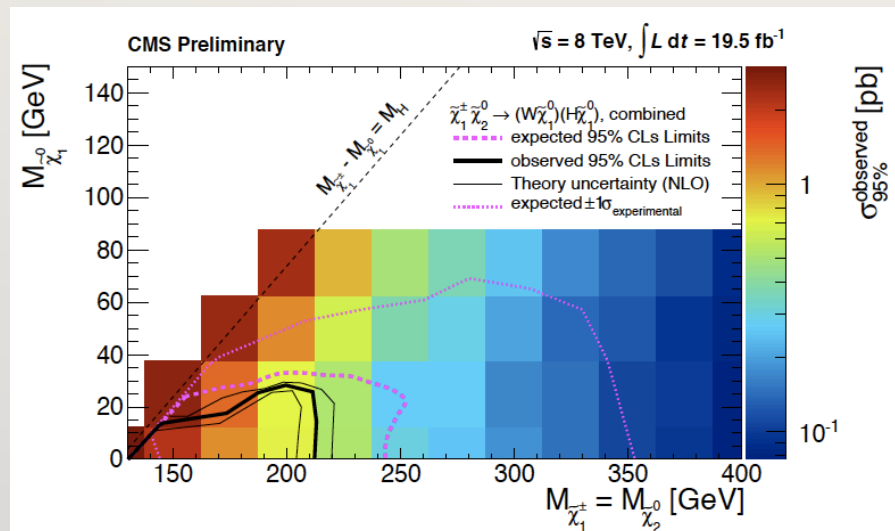 CMS Preliminary
√s = 8 TeV, ∫L dt = 19.5 fb⁻¹
M_χ̃₁⁰ [GeV]
140
120
100
80
60
40
20
0
M_χ̃₁± - M_χ̃₁⁰ = M_H
χ̃₁± χ̃₂⁰ → (Wχ̃₁⁰)(Hχ̃₁⁰), combined
expected 95% CLs Limits
observed 95% CLs Limits
Theory uncertainty (NLO)
expected ±1σ_experimental
150 200 250 300 350 400
M_χ̃₁± = M_χ̃₂⁰ [GeV]
1
10⁻¹
σ_95%^observed [pb]